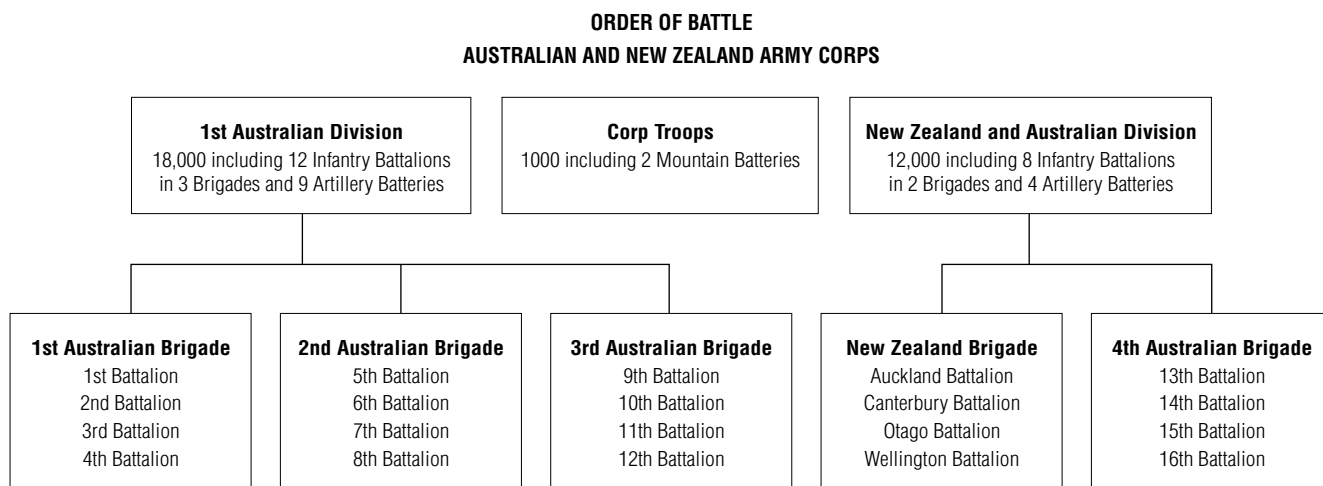 ORDER OF BATTLE
AUSTRALIAN AND NEW ZEALAND ARMY CORPS
1st Australian Division
18,000 including 12 Infantry Battalions
in 3 Brigades and 9 Artillery Batteries
Corp Troops
1000 including 2 Mountain Batteries
New Zealand and Australian Division
12,000 including 8 Infantry Battalions
in 2 Brigades and 4 Artillery Batteries
1st Australian Brigade
1st Battalion
2nd Battalion
3rd Battalion
4th Battalion
2nd Australian Brigade
5th Battalion
6th Battalion
7th Battalion
8th Battalion
3rd Australian Brigade
9th Battalion
10th Battalion
11th Battalion
12th Battalion
New Zealand Brigade
Auckland Battalion
Canterbury Battalion
Otago Battalion
Wellington Battalion
4th Australian Brigade
13th Battalion
14th Battalion
15th Battalion
16th Battalion